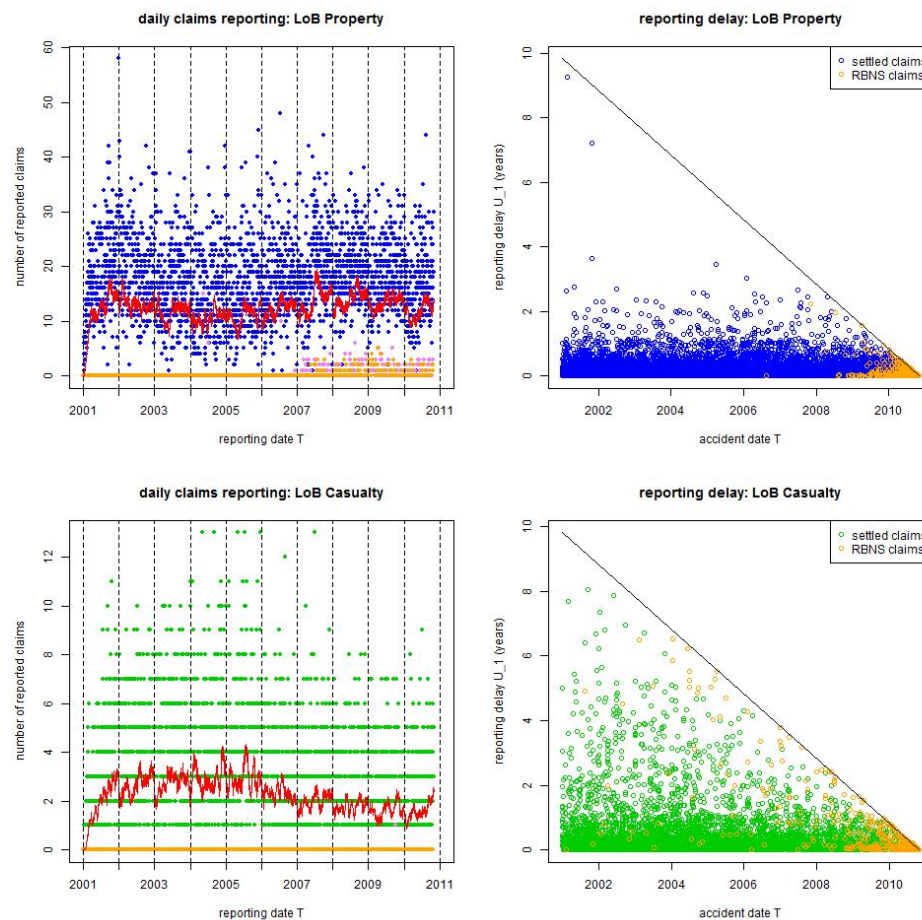 daily claims reporting: LoB Property
number of reported claims
60
50
40
30
20
10
0
2001 2003 2005 2007 2009 2011
reporting date T
reporting delay: LoB Property
reporting delay U_1 (years)
10
8
6
4
2
0
settled claims
RBNS claims
2002 2004 2006 2008 2010
accident date T
daily claims reporting: LoB Casualty
number of reported claims
12
10
8
6
4
2
0
2001 2003 2005 2007 2009 2011
reporting date T
reporting delay: LoB Casualty
reporting delay U_1 (years)
10
8
6
4
2
0
settled claims
RBNS claims
2002 2004 2006 2008 2010
accident date T